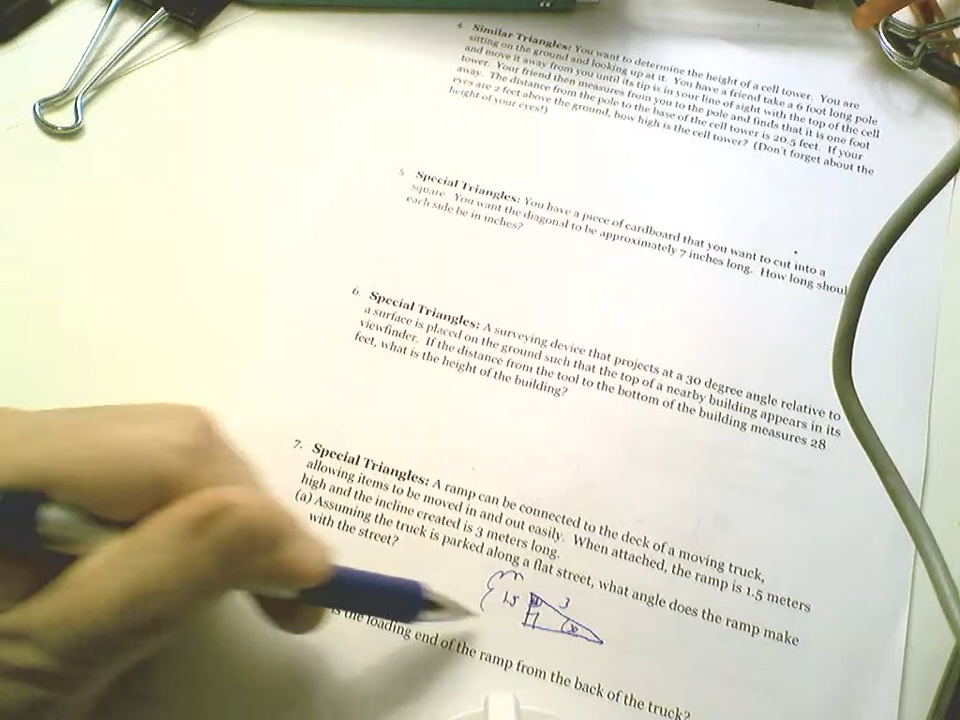 4. Similar Triangles: You want to determine the height of a cell tower. You are
sitting on the ground and looking up at it. You have a friend take a 6 foot long pole
and move it away from you until its tip is in your line of sight with the top of the cell
tower. Your friend then measures from you to the pole and finds that it is one foot
away. The distance from the pole to the base of the cell tower is 20.5 feet. If your
eyes are 2 feet above the ground, how high is the cell tower? (Don't forget about the
height of your eyes!)
5. Special Triangles: You have a piece of cardboard that you want to cut into a
square. You want the diagonal to be approximately 7 inches long. How long shoul
each side be in inches?
6. Special Triangles: A surveying device that projects at a 30 degree angle relative to
a surface is placed on the ground such that the top of a nearby building appears in its
viewfinder. If the distance from the tool to the bottom of the building measures 28
feet, what is the height of the building?
7. Special Triangles: A ramp can be connected to the deck of a moving truck,
allowing items to be moved in and out easily. When attached, the ramp is 1.5 meters
high and the incline created is 3 meters long.
(a) Assuming the truck is parked along a flat street, what angle does the ramp make
with the street?
1.5 3
is the loading end of the ramp from the back of the truck?